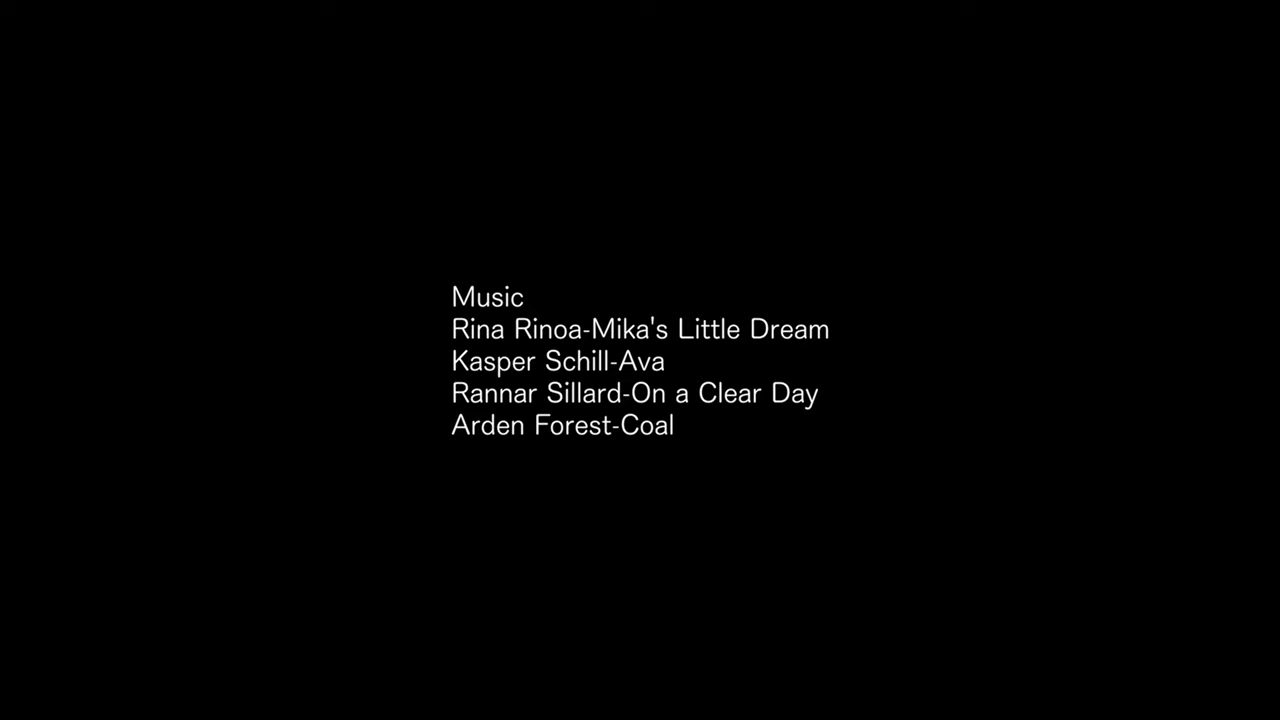 Music
Rina Rinoa-Mika's Little Dream
Kasper Schill-Ava
Rannar Sillard-On a Clear Day
Arden Forest-Coal